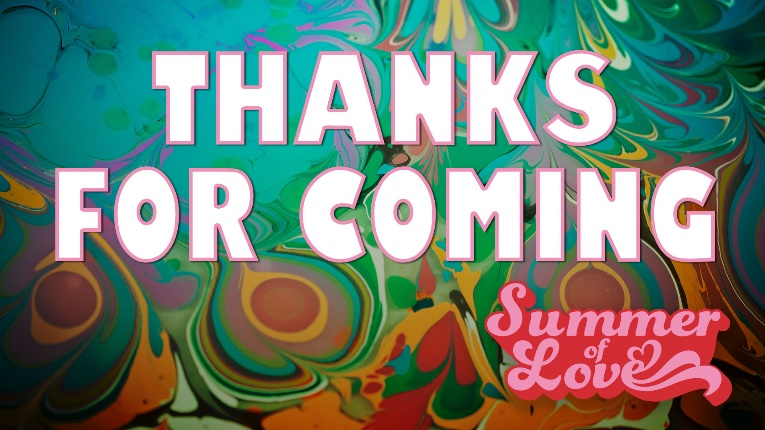 THANKS
FOR COMING
Summer
of
Love